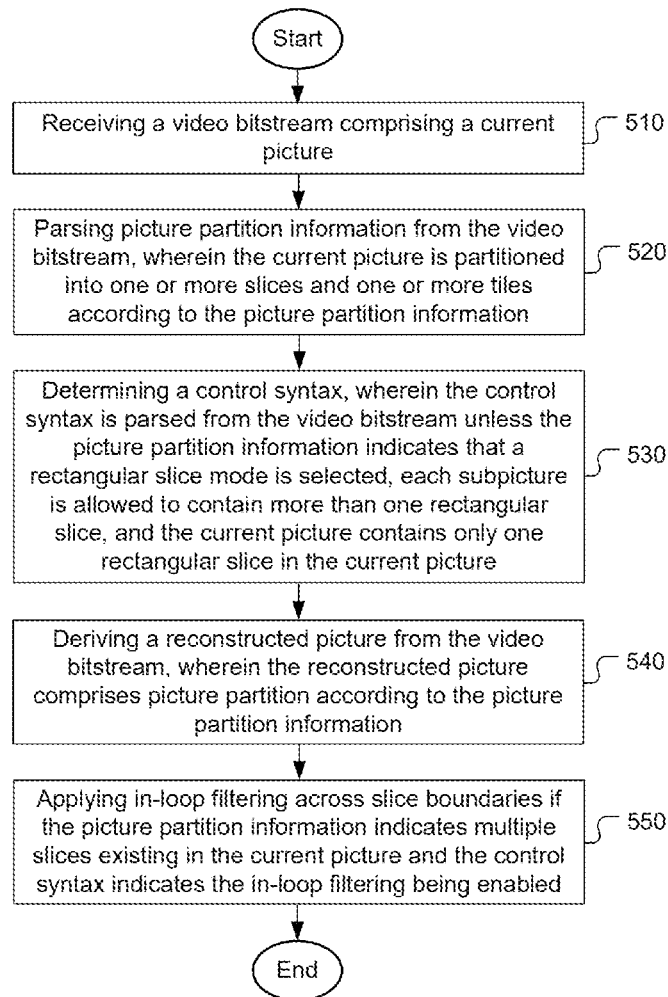 Start
Receiving a video bitstream comprising a current
picture
510
Parsing picture partition information from the video
bitstream, wherein the current picture is partitioned
into one or more slices and one or more tiles
according to the picture partition information
520
Determining a control syntax, wherein the control
syntax is parsed from the video bitstream unless the
picture partition information indicates that a
rectangular slice mode is selected, each subpicture
is allowed to contain more than one rectangular
slice, and the current picture contains only one
rectangular slice in the current picture
530
Deriving a reconstructed picture from the video
bitstream, wherein the reconstructed picture
comprises picture partition according to the picture
partition information
540
Applying in-loop filtering across slice boundaries if
the picture partition information indicates multiple
slices existing in the current picture and the control
syntax indicates the in-loop filtering being enabled
550
End